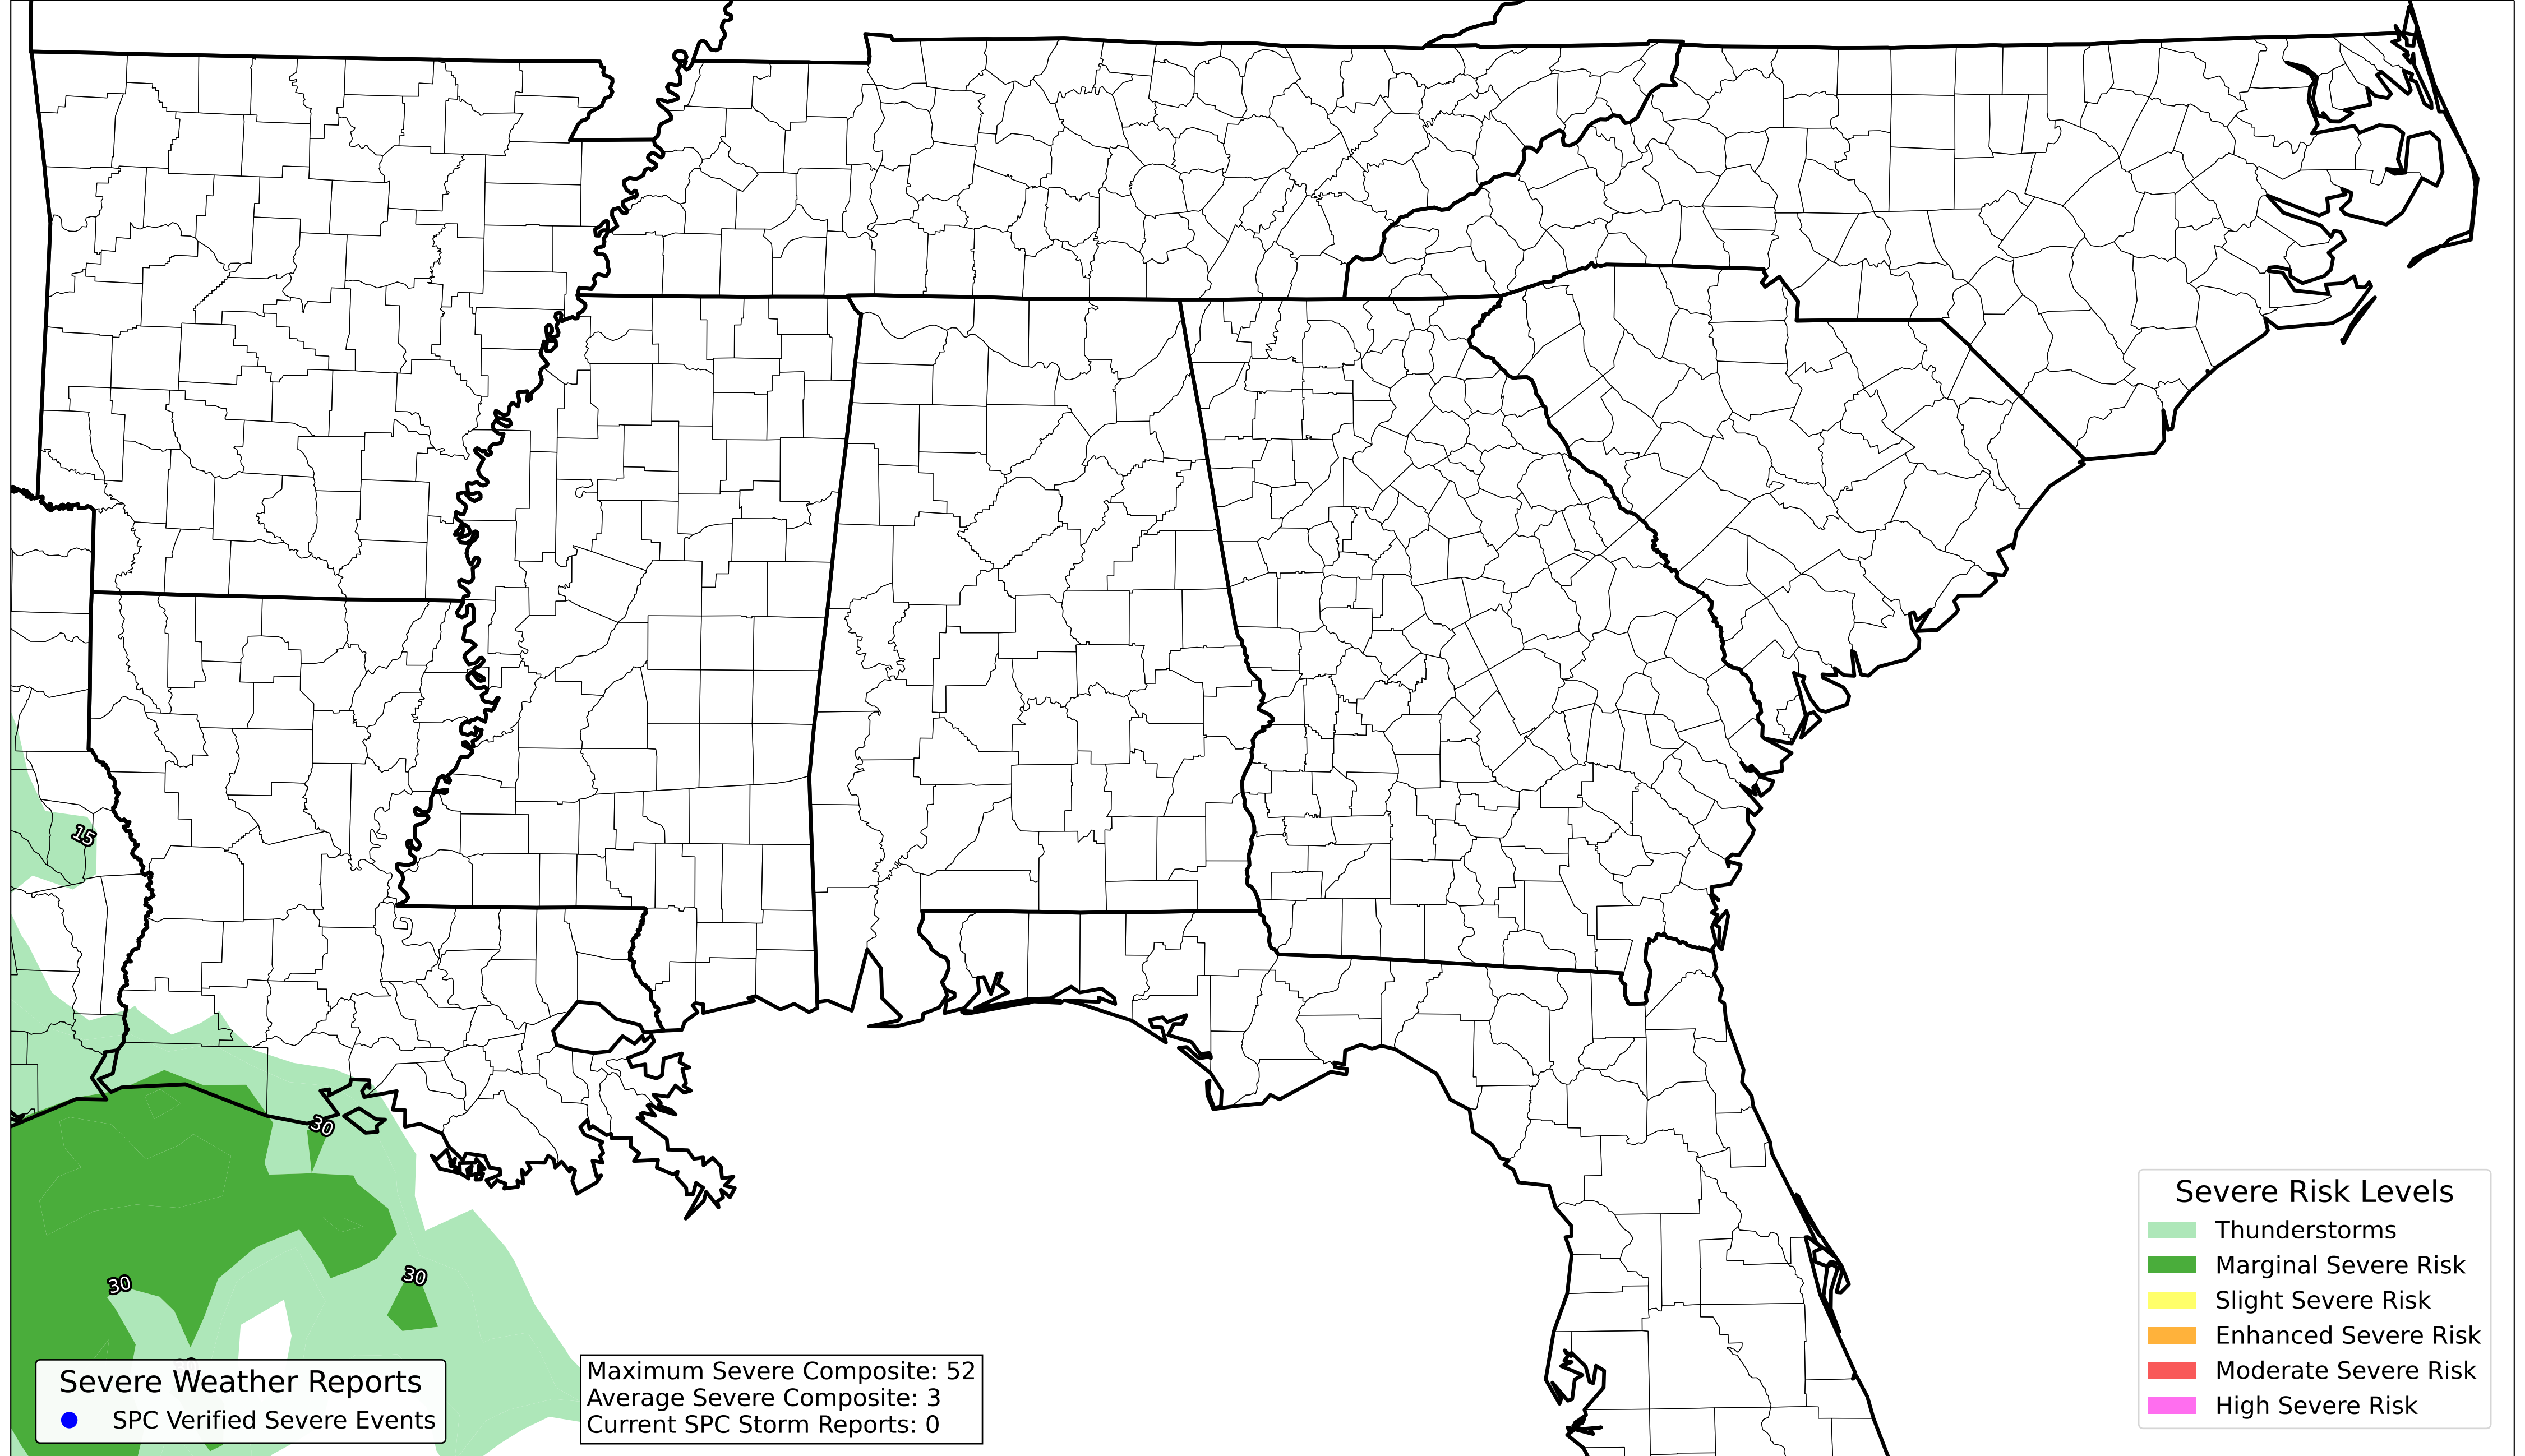 15
30
30
30
Severe Weather Reports
SPC Verified Severe Events
Maximum Severe Composite: 52
Average Severe Composite: 3
Current SPC Storm Reports: 0
Severe Risk Levels
Thunderstorms
Marginal Severe Risk
Slight Severe Risk
Enhanced Severe Risk
Moderate Severe Risk
High Severe Risk